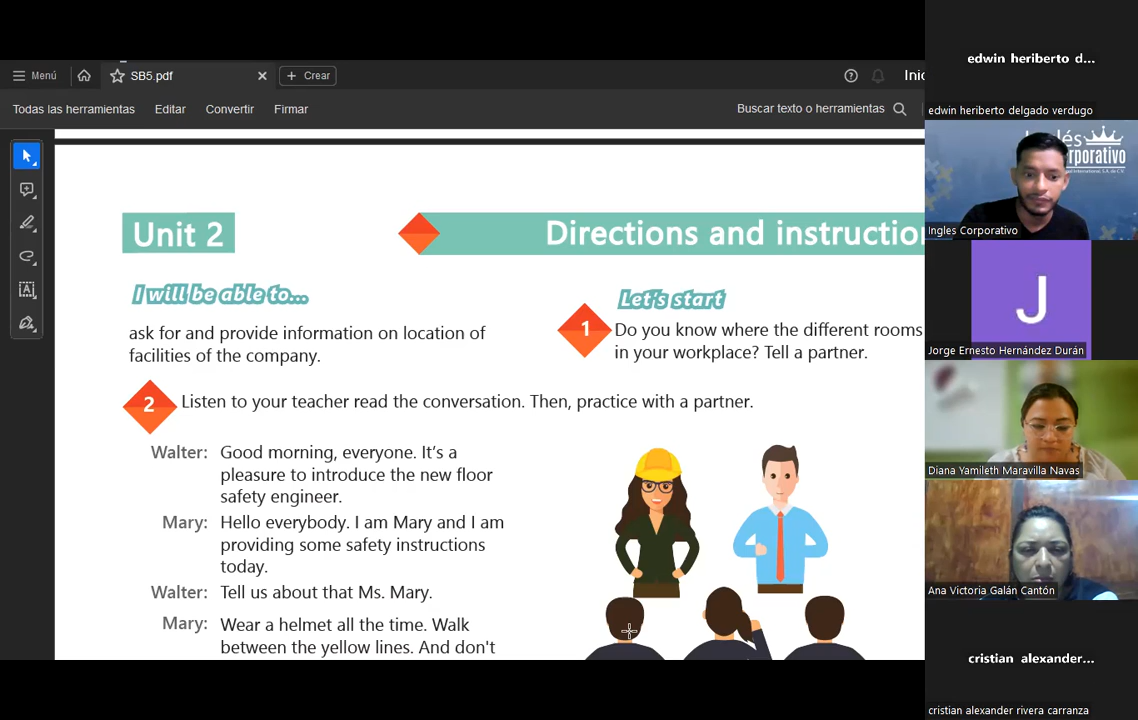 Menú
SB5.pdf
Crear
Inic
Todas las herramientas
Editar
Convertir
Firmar
Buscar texto o herramientas
Unit 2
Directions and instruction
I will be able to...
ask for and provide information on location of
facilities of the company.
Let's start
1
Do you know where the different rooms
in your workplace? Tell a partner.
2
Listen to your teacher read the conversation. Then, practice with a partner.
Walter: Good morning, everyone. It's a
pleasure to introduce the new floor
safety engineer.
Mary: Hello everybody. I am Mary and I am
providing some safety instructions
today.
Walter: Tell us about that Ms. Mary.
Mary: Wear a helmet all the time. Walk
between the yellow lines. And don't
edwin heriberto d...
edwin heriberto delgado verdugo
Inglés
Corporativo
Ingles Corporativo
J
Jorge Ernesto Hernández Durán
Diana Yamileth Maravilla Navas
Ana Victoria Galán Cantón
cristian alexander...
cristian alexander rivera carranza